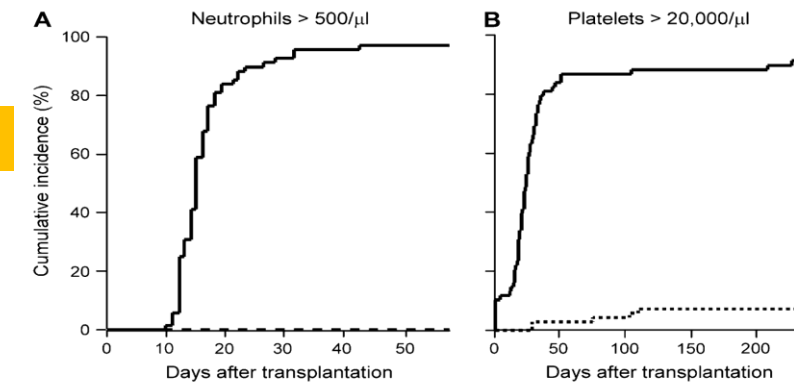 A
Neutrophils > 500/µl
Cumulative incidence (%)
100
80
60
40
20
0
0 10 20 30 40 50
Days after transplantation
B
Platelets > 20,000/µl
0 50 100 150 200
Days after transplantation